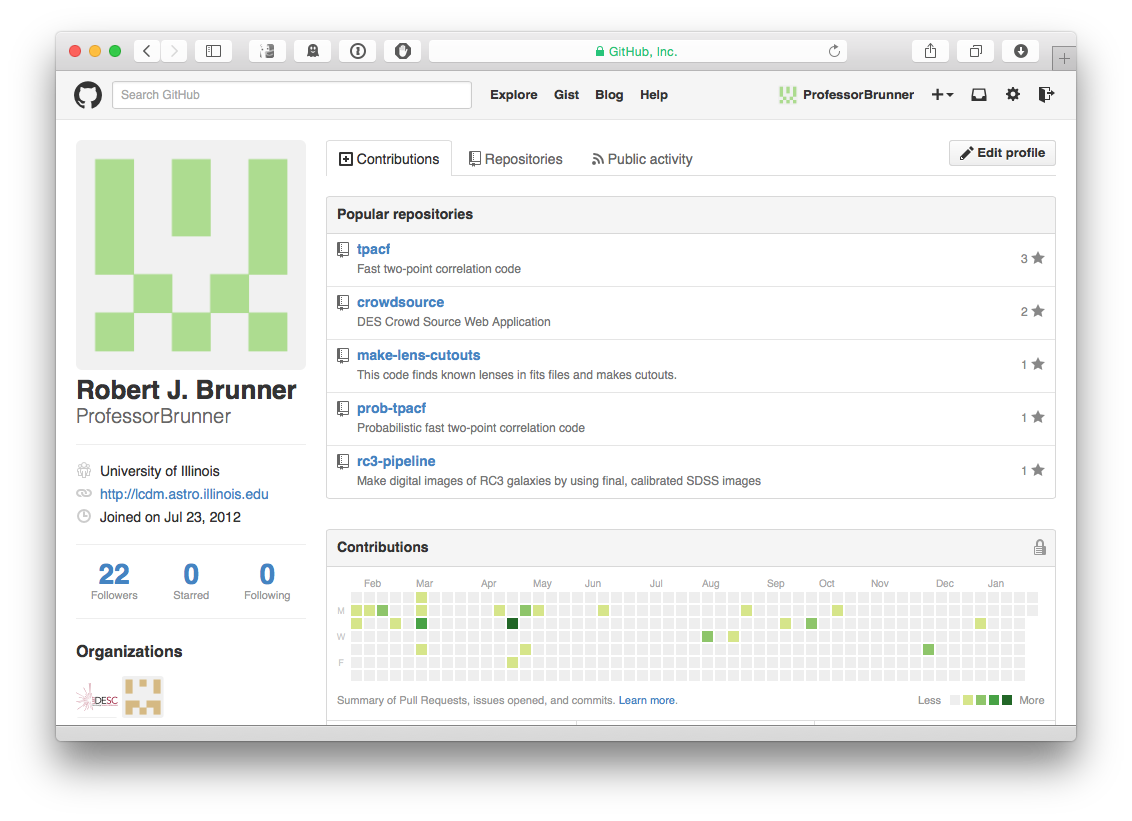 GitHub, Inc.
Search GitHub
Explore Gist Blog Help
ProfessorBrunner
Contributions Repositories Public activity
Edit profile
Robert J. Brunner
ProfessorBrunner
University of Illinois
http://lcdm.astro.illinois.edu
Joined on Jul 23, 2012
22 0 0
Followers Starred Following
Organizations
DESC
Popular repositories
tpacf
Fast two-point correlation code
3
crowdsource
DES Crowd Source Web Application
2
make-lens-cutouts
This code finds known lenses in fits files and makes cutouts.
1
prob-tpacf
Probabilistic fast two-point correlation code
1
rc3-pipeline
Make digital images of RC3 galaxies by using final, calibrated SDSS images
1
Contributions
Feb Mar Apr May Jun Jul Aug Sep Oct Nov Dec Jan
M
W
F
Summary of Pull Requests, issues opened, and commits. Learn more.
Less More